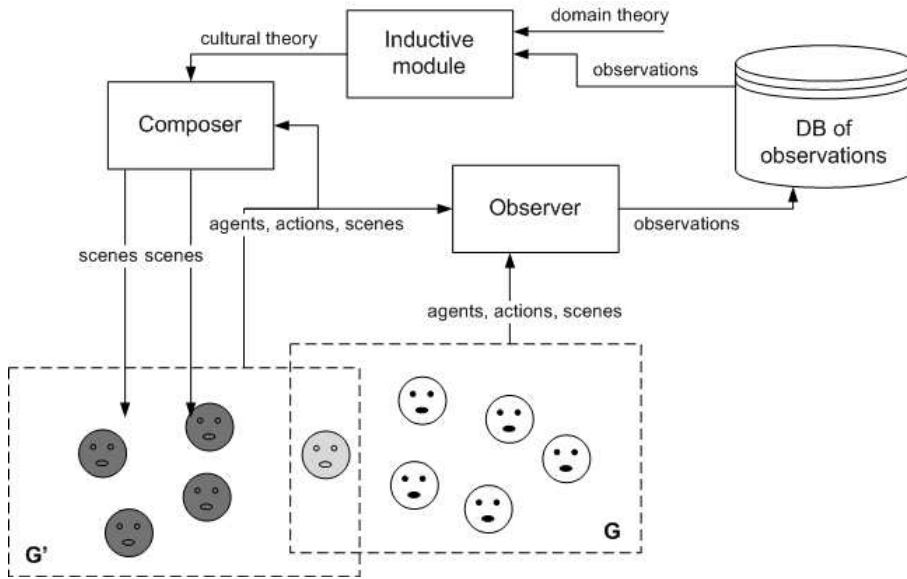 domain theory
cultural theory
Inductive
module
observations
Composer
DB of
observations
Observer
agents, actions, scenes
observations
scenes scenes
agents, actions, scenes
G
G’